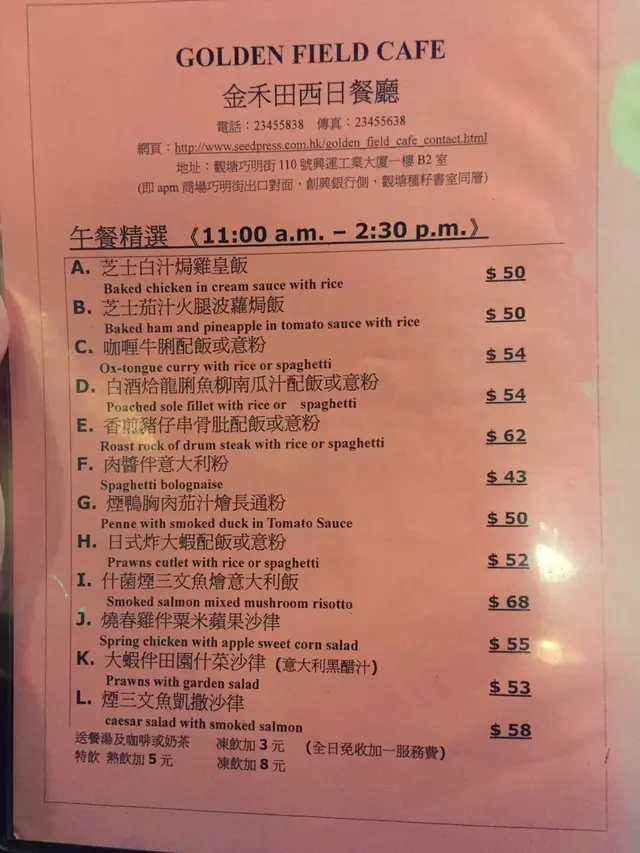 GOLDEN FIELD CAFE
金禾田西日餐廳
電話：23455838 傳真：23455638
網頁：http://www.seedpress.com.hk/golden_field_cafe_contact.html
地址：觀塘巧明街 110 號興運工業大廈一樓 B2 室
(即 apm 商場巧明街出口對面，創興銀行側，觀塘種籽書室同層)
午餐精選 《11:00 a.m. – 2:30 p.m.》
A. 芝士白汁焗雞皇飯
Baked chicken in cream sauce with rice $ 50
B. 芝士茄汁火腿波蘿焗飯
Baked ham and pineapple in tomato sauce with rice $ 50
C. 咖喱牛脷配飯或意粉
Ox-tongue curry with rice or spaghetti $ 54
D. 白酒烚龍脷魚柳南瓜汁配飯或意粉
Poached sole fillet with rice or spaghetti $ 54
E. 香煎豬仔串骨肶配飯或意粉
Roast rock of drum steak with rice or spaghetti $ 62
F. 肉醬伴意大利粉
Spaghetti bolognaise $ 43
G. 煙鴨胸肉茄汁燴長通粉
Penne with smoked duck in Tomato Sauce $ 50
H. 日式炸大蝦配飯或意粉
Prawns cutlet with rice or spaghetti $ 52
I. 什菌煙三文魚燴意大利飯
Smoked salmon mixed mushroom risotto $ 68
J. 燒春雞伴粟米蘋果沙律
Spring chicken with apple sweet corn salad $ 55
K. 大蝦伴田園什菜沙律 (意大利黑醋汁)
Prawns with garden salad $ 53
L. 煙三文魚凱撒沙律
caesar salad with smoked salmon $ 58
送餐湯及咖啡或奶茶 凍飲加 3 元 (全日免收加一服務費)
特飲 熱飲加 5 元 凍飲加 8 元